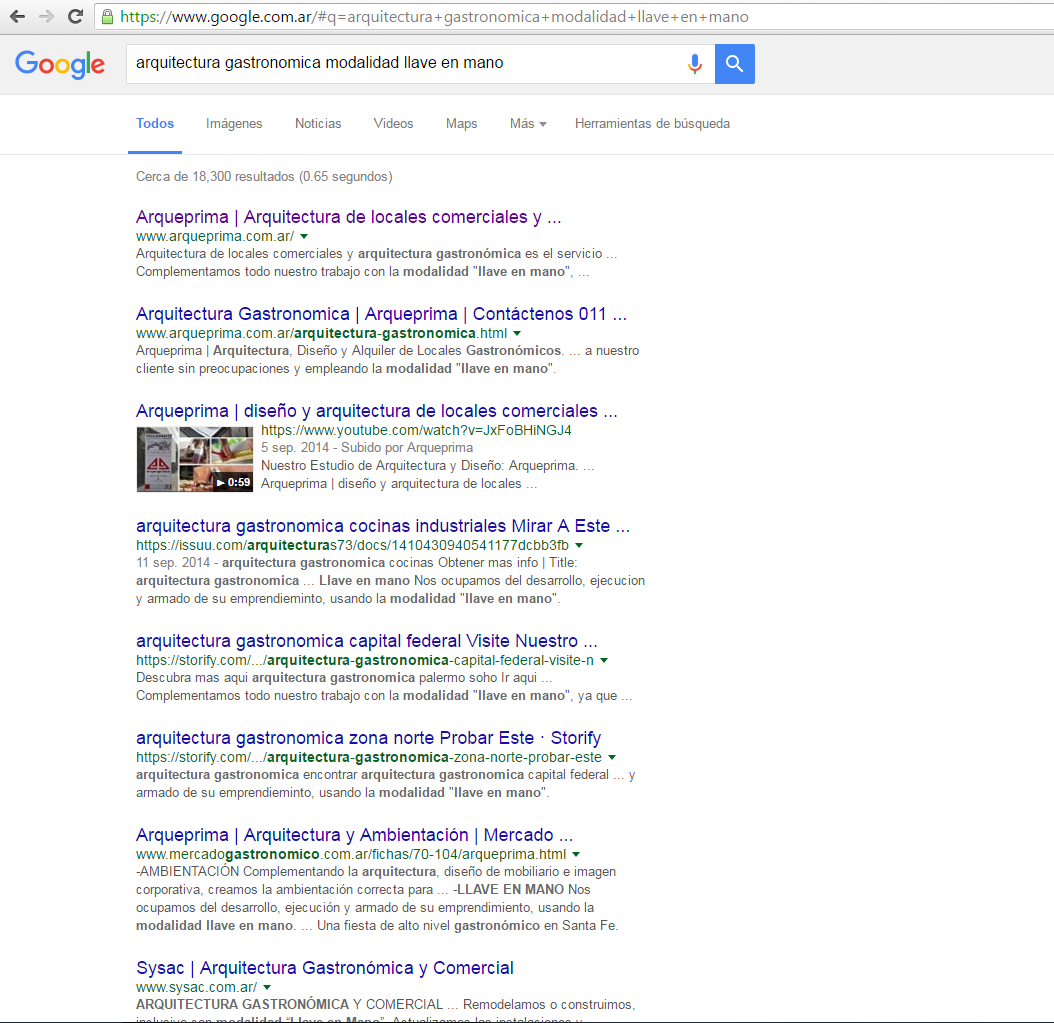 https://www.google.com.ar/#q=arquitectura+gastronomica+modalidad+llave+en+mano
Google
arquitectura gastronomica modalidad llave en mano
Todos Imágenes Noticias Videos Maps Más Herramientas de búsqueda
Cerca de 18,300 resultados (0.65 segundos)
Arqueprima | Arquitectura de locales comerciales y ...
www.arqueprima.com.ar/
Arquitectura de locales comerciales y arquitectura gastronómica es el servicio ...
Complementamos todo nuestro trabajo con la modalidad "llave en mano", ...
Arquitectura Gastronomica | Arqueprima | Contáctenos 011 ...
www.arqueprima.com.ar/arquitectura-gastronomica.html
Arqueprima | Arquitectura, Diseño y Alquiler de Locales Gastronómicos. ... a nuestro
cliente sin preocupaciones y empleando la modalidad "llave en mano".
Arqueprima | diseño y arquitectura de locales comerciales ...
https://www.youtube.com/watch?v=JxFoBHiNGJ4
5 sep. 2014 - Subido por Arqueprima
Nuestro Estudio de Arquitectura y Diseño: Arqueprima. ...
Arqueprima | diseño y arquitectura de locales ...
0:59
arquitectura gastronomica cocinas industriales Mirar A Este ...
https://issuu.com/arquitecturas73/docs/1410430940541177dcbb3fb
11 sep. 2014 - arquitectura gastronomica cocinas Obtener mas info | Title:
arquitectura gastronomica ... Llave en mano Nos ocupamos del desarrollo, ejecucion
y armado de su emprendieminto, usando la modalidad "llave en mano".
arquitectura gastronomica capital federal Visite Nuestro ...
https://storify.com/.../arquitectura-gastronomica-capital-federal-visite-n
Descubra mas aqui arquitectura gastronomica palermo soho Ir aqui ...
Complementamos todo nuestro trabajo con la modalidad "llave en mano", ya que ...
arquitectura gastronomica zona norte Probar Este · Storify
https://storify.com/.../arquitectura-gastronomica-zona-norte-probar-este
arquitectura gastronomica encontrar arquitectura gastronomica capital federal ... y
armado de su emprendieminto, usando la modalidad "llave en mano".
Arqueprima | Arquitectura y Ambientación | Mercado ...
www.mercadogastronomico.com.ar/fichas/70-104/arqueprima.html
-AMBIENTACIÓN Complementando la arquitectura, diseño de mobiliario e imagen
corporativa, creamos la ambientación correcta para ... -LLAVE EN MANO Nos
ocupamos del desarrollo, ejecución y armado de su emprendimiento, usando la
modalidad llave en mano. ... Una fiesta de alto nivel gastronómico en Santa Fe.
Sysac | Arquitectura Gastronómica y Comercial
www.sysac.com.ar/
ARQUITECTURA GASTRONÓMICA Y COMERCIAL ... Remodelamos o construimos,
inclusive con modalidad "Llave en Mano". Actualizamos las instalaciones y